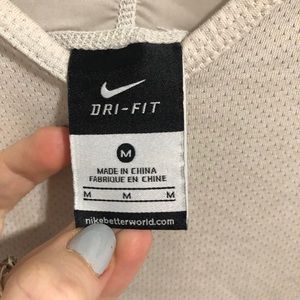 DRI-FIT
M
MADE IN CHINA
FABRIQUÉ EN CHINE
M M M
nikebetterworld.com